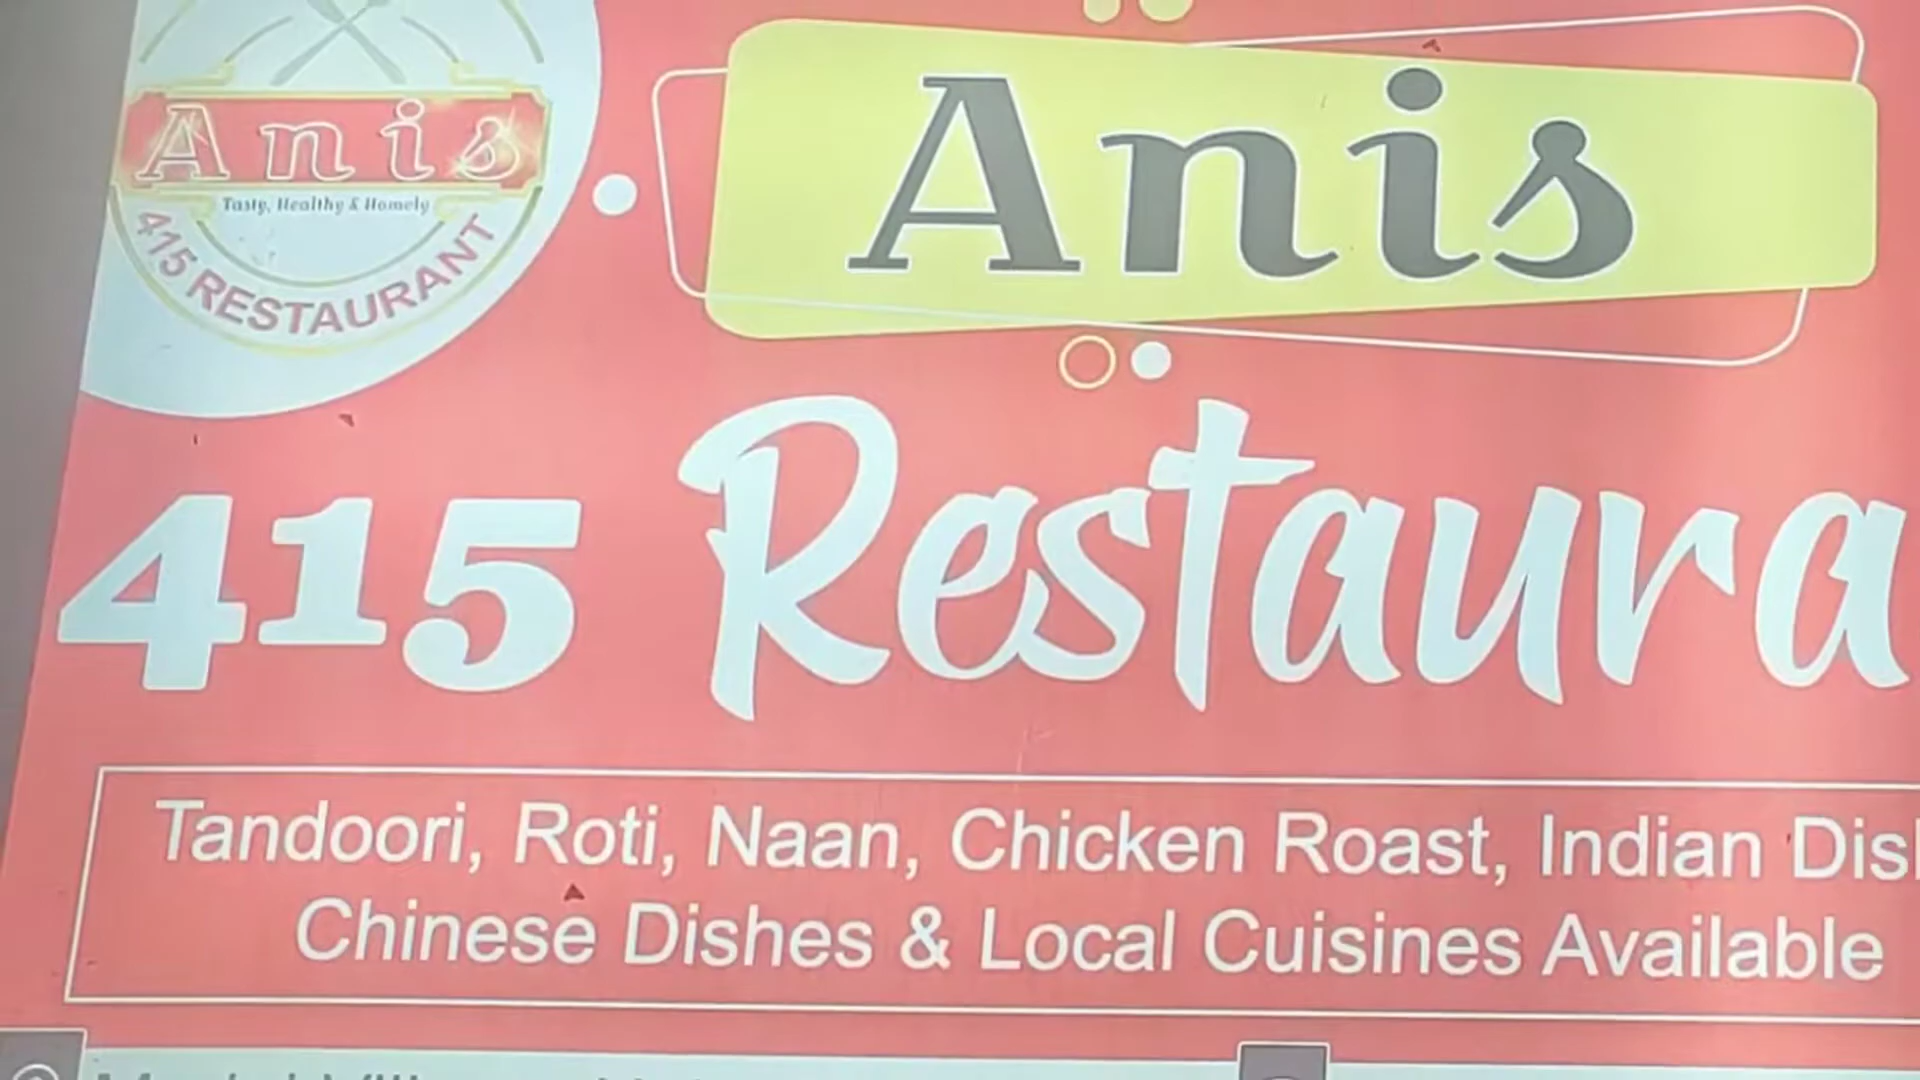 Anis
Tasty, Healthy & Homely
415 RESTAURANT
Anis
415 Restaura
Tandoori, Roti, Naan, Chicken Roast, Indian Dis
Chinese Dishes & Local Cuisines Available